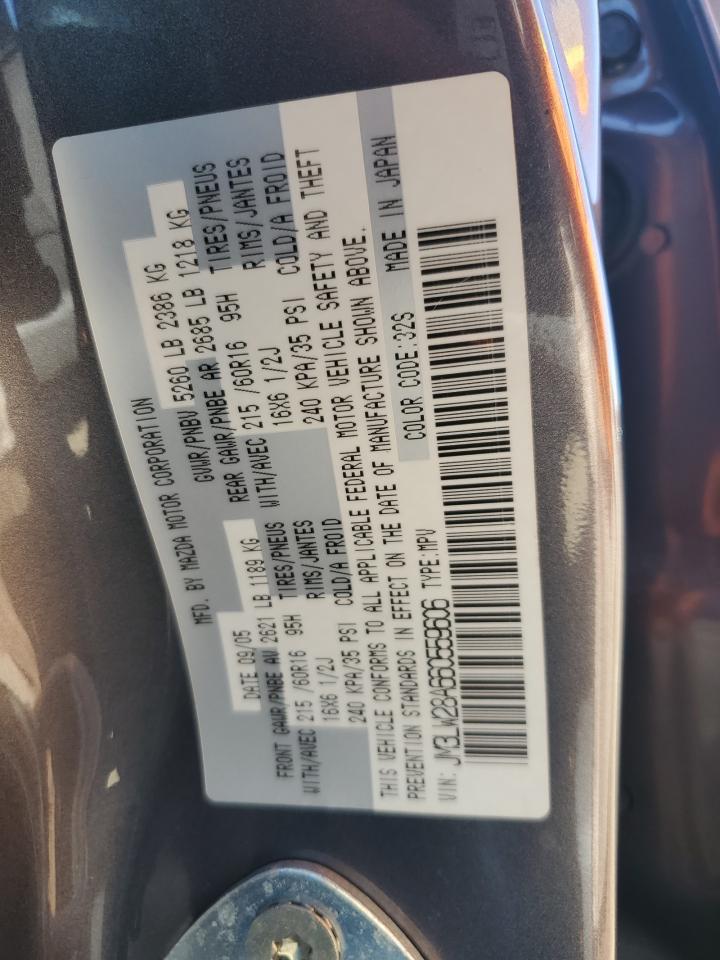 MFD. BY MAZDA MOTOR CORPORATION
DATE 09/05 GVWR/PNBV 5260 LB 2386 KG
FRONT GAWR/PNBE AV 2621 LB 1189 KG REAR GAWR/PNBE AR 2685 LB 1218 KG
WITH/AVEC 215 /60R16 95H TIRES/PNEUS WITH/AVEC 215 /60R16 95H TIRES/PNEUS
16X6 1/2J RIMS/JANTES 16X6 1/2J RIMS/JANTES
240 KPA/35 PSI COLD/A FROID 240 KPA/35 PSI COLD/A FROID
THIS VEHICLE CONFORMS TO ALL APPLICABLE FEDERAL MOTOR VEHICLE SAFETY AND THEFT
PREVENTION STANDARDS IN EFFECT ON THE DATE OF MANUFACTURE SHOWN ABOVE.
VIN: JM3LW28A660559606 TYPE:MPV COLOR CODE:32S MADE IN JAPAN